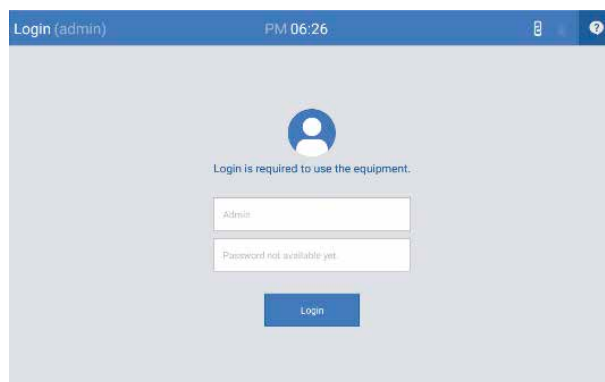 Login (admin)
PM 06:26
?
Login is required to use the equipment.
Admin
Password not available yet.
Login